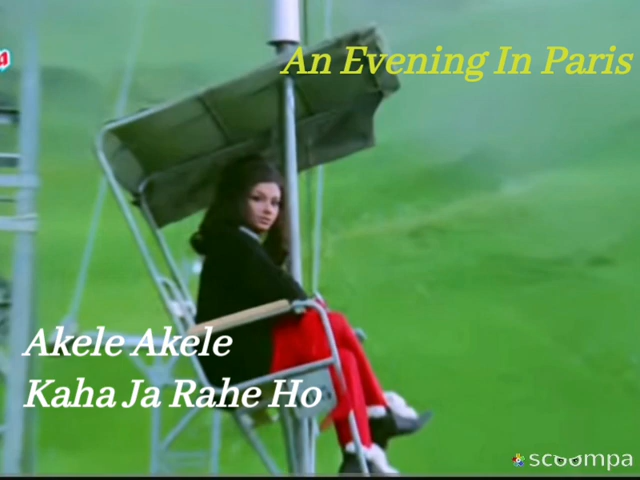 An Evening In Paris
Akele Akele
Kaha Ja Rahe Ho
scoompa